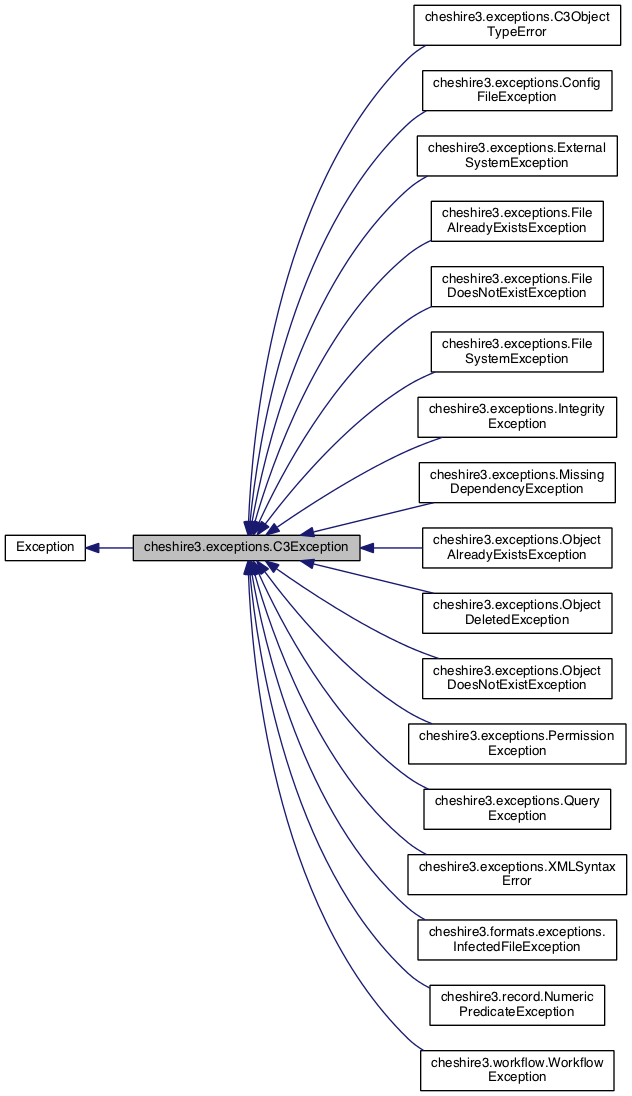 cheshire3.exceptions.C3Object
TypeError
cheshire3.exceptions.Config
FileException
cheshire3.exceptions.External
SystemException
cheshire3.exceptions.File
AlreadyExistsException
cheshire3.exceptions.File
DoesNotExistException
cheshire3.exceptions.File
SystemException
cheshire3.exceptions.Integrity
Exception
cheshire3.exceptions.Missing
DependencyException
Exception
cheshire3.exceptions.C3Exception
cheshire3.exceptions.Object
AlreadyExistsException
cheshire3.exceptions.Object
DeletedException
cheshire3.exceptions.Object
DoesNotExistException
cheshire3.exceptions.Permission
Exception
cheshire3.exceptions.Query
Exception
cheshire3.exceptions.XMLSyntax
Error
cheshire3.formats.exceptions.
InfectedFileException
cheshire3.record.Numeric
PredicateException
cheshire3.workflow.Workflow
Exception